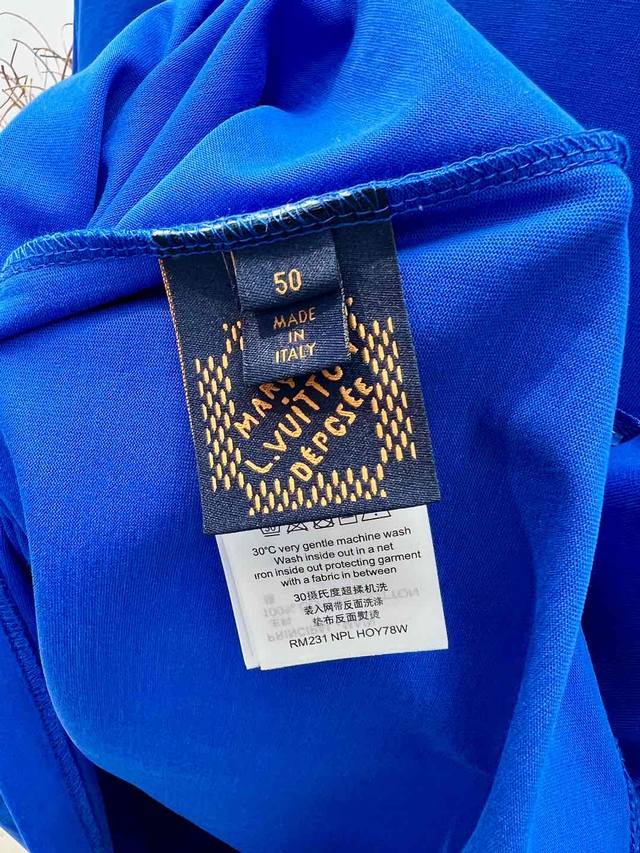 50
MADE
IN
ITALY
L.VUITTON
DÉPOSÉE
30°C very gentle machine wash
Wash inside out in a net
iron inside out protecting garment
with a fabric in between
30摄氏度超揉机洗
装入网带反面洗涤
垫布反面熨烫
RM231 NPL HOY78W